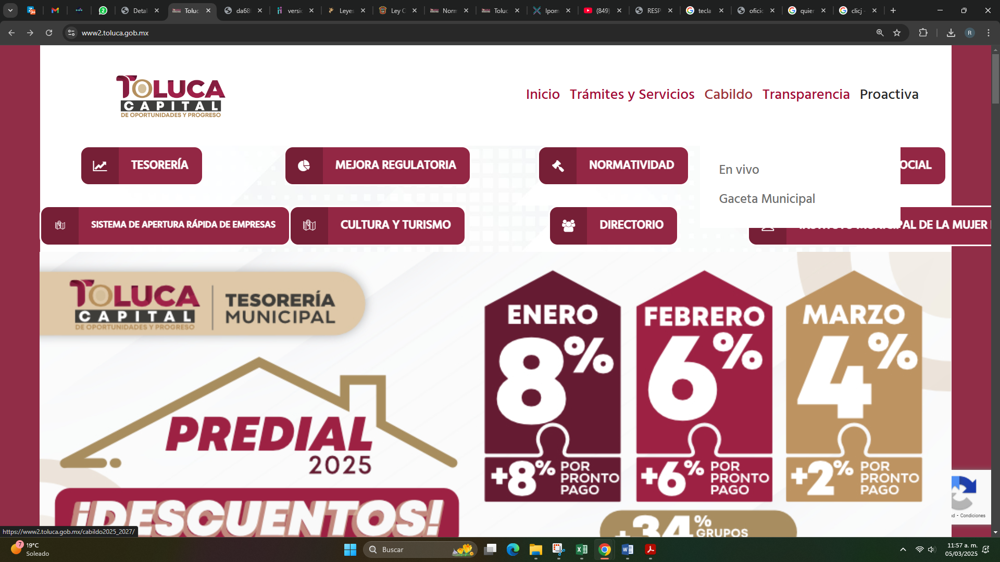 Detal
Toluc
da68
versio
Leyes
Ley C
Norm
Toluc
Ipom
(849)
RESP
tecla
oficio
quier
clicj -
www2.toluca.gob.mx
R
TOLUCA
CAPITAL
DE OPORTUNIDADES Y PROGRESO
Inicio Trámites y Servicios Cabildo Transparencia Proactiva
TESORERÍA
MEJORA REGULATORIA
NORMATIVIDAD
OCIAL
En vivo
Gaceta Municipal
SISTEMA DE APERTURA RÁPIDA DE EMPRESAS
CULTURA Y TURISMO
DIRECTORIO
INSTITUTO MUNICIPAL DE LA MUJER
TOLUCA
CAPITAL
DE OPORTUNIDADES Y PROGRESO
TESORERÍA
MUNICIPAL
PREDIAL
2025
¡DESCUENTOS!
ENERO
8%
+8% POR
PRONTO
PAGO
FEBRERO
6%
+6% POR
PRONTO
PAGO
MARZO
4%
+2% POR
PRONTO
PAGO
+34%
GRUPOS
d - Condiciones
https://www2.toluca.gob.mx/cabildo2025_2027/
7
19°C
Soleado
Buscar
11:57 a. m.
05/03/2025